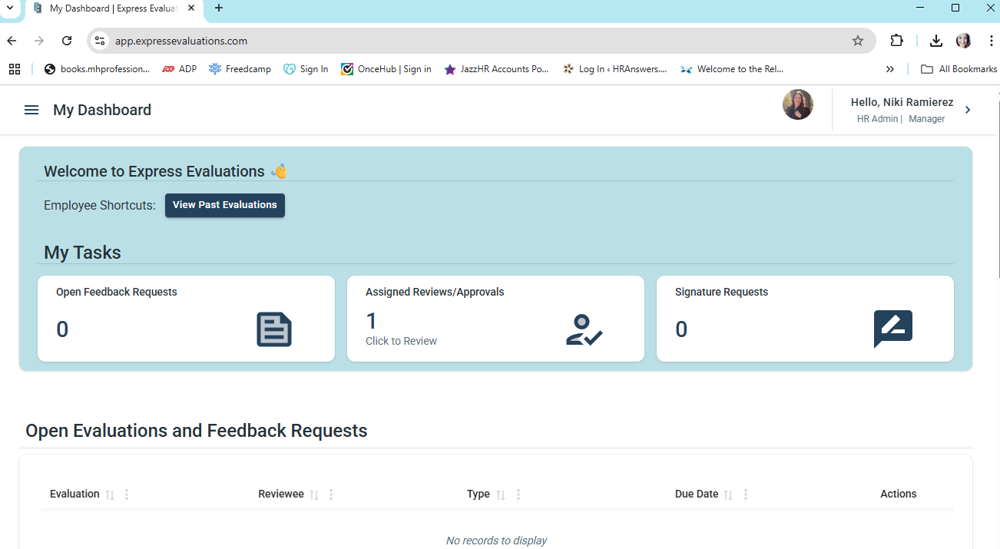 My Dashboard | Express Evaluat
app.expressevaluations.com
books.mhprofession... ADP Freedcamp Sign In OnceHub | Sign in JazzHR Accounts Po... Log In ‹ HRAnswers.... Welcome to the Rel... » All Bookmarks
My Dashboard
Hello, Niki Ramierez
HR Admin | Manager
Welcome to Express Evaluations 👋
Employee Shortcuts: View Past Evaluations
My Tasks
Open Feedback Requests
0
Assigned Reviews/Approvals
1
Click to Review
Signature Requests
0
Open Evaluations and Feedback Requests
Evaluation Reviewee Type Due Date Actions
No records to display